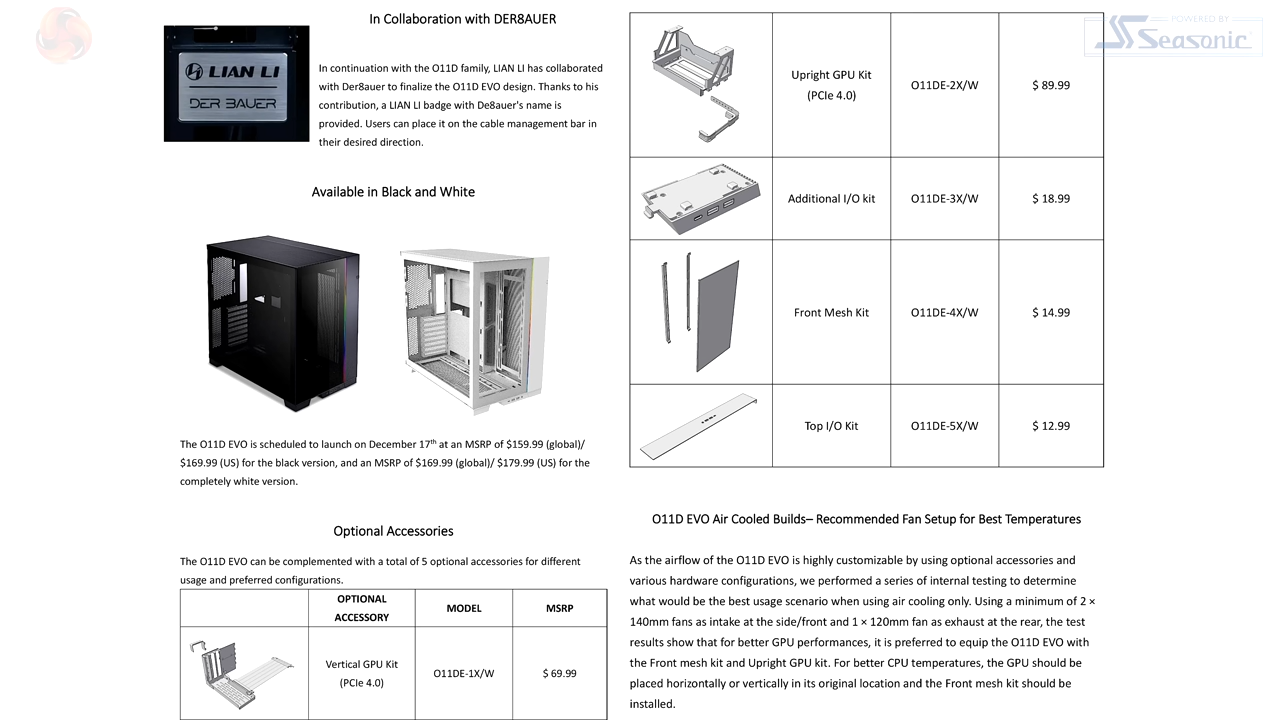 In Collaboration with DER8AUER
LIAN LI
DER BAUER
In continuation with the O11D family, LIAN LI has collaborated
with Der8auer to finalize the O11D EVO design. Thanks to his
contribution, a LIAN LI badge with De8auer's name is
provided. Users can place it on the cable management bar in
their desired direction.
Available in Black and White
The O11D EVO is scheduled to launch on December 17th at an MSRP of $159.99 (global)/
$169.99 (US) for the black version, and an MSRP of $169.99 (global)/ $179.99 (US) for the
completely white version.
Optional Accessories
The O11D EVO can be complemented with a total of 5 optional accessories for different
usage and preferred configurations.
OPTIONAL
ACCESSORY
MODEL
MSRP
Vertical GPU Kit
(PCIe 4.0)
O11DE-1X/W
$ 69.99
Upright GPU Kit
(PCIe 4.0)
O11DE-2X/W
$ 89.99
Additional I/O kit
O11DE-3X/W
$ 18.99
Front Mesh Kit
O11DE-4X/W
$ 14.99
Top I/O Kit
O11DE-5X/W
$ 12.99
O11D EVO Air Cooled Builds– Recommended Fan Setup for Best Temperatures
As the airflow of the O11D EVO is highly customizable by using optional accessories and
various hardware configurations, we performed a series of internal testing to determine
what would be the best usage scenario when using air cooling only. Using a minimum of 2 ×
140mm fans as intake at the side/front and 1 × 120mm fan as exhaust at the rear, the test
results show that for better GPU performances, it is preferred to equip the O11D EVO with
the Front mesh kit and Upright GPU kit. For better CPU temperatures, the GPU should be
placed horizontally or vertically in its original location and the Front mesh kit should be
installed.
POWERED BY
Seasonic